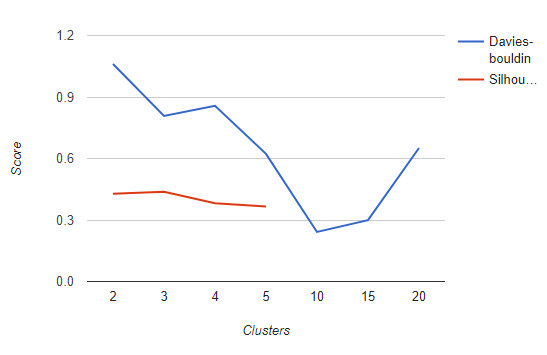 1.2
0.9
0.6
0.3
0.0
Score
2 3 4 5 10 15 20
Clusters
Davies-
bouldin
Silhou...